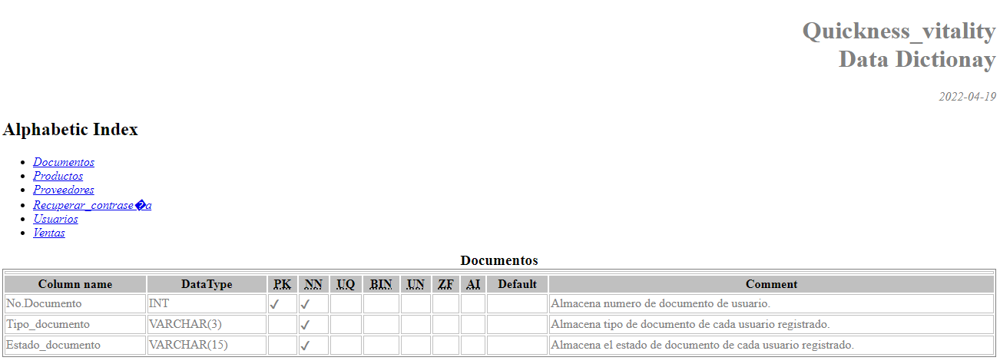 Quickness_vitality
Data Dictionay
2022-04-19
Alphabetic Index
Documentos
Productos
Proveedores
Recuperar_contrase�a
Usuarios
Ventas
Documentos
Column name DataType PK NN UQ BIN UN ZF AI Default Comment
No.Documento INT ✔ ✔ Almacena numero de documento de usuario.
Tipo_documento VARCHAR(3) ✔ Almacena tipo de documento de cada usuario registrado.
Estado_documento VARCHAR(15) ✔ Almacena el estado de documento de cada usuario registrado.